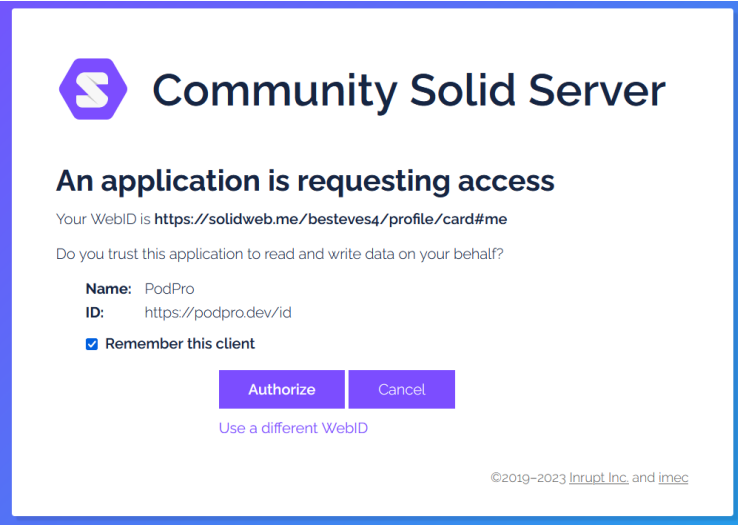 Community Solid Server
An application is requesting access
Your WebID is https://solidweb.me/besteves4/profile/card#me
Do you trust this application to read and write data on your behalf?
Name: PodPro
ID: https://podpro.dev/id
Remember this client
Authorize Cancel
Use a different WebID
©2019–2023 Inrupt Inc. and imec